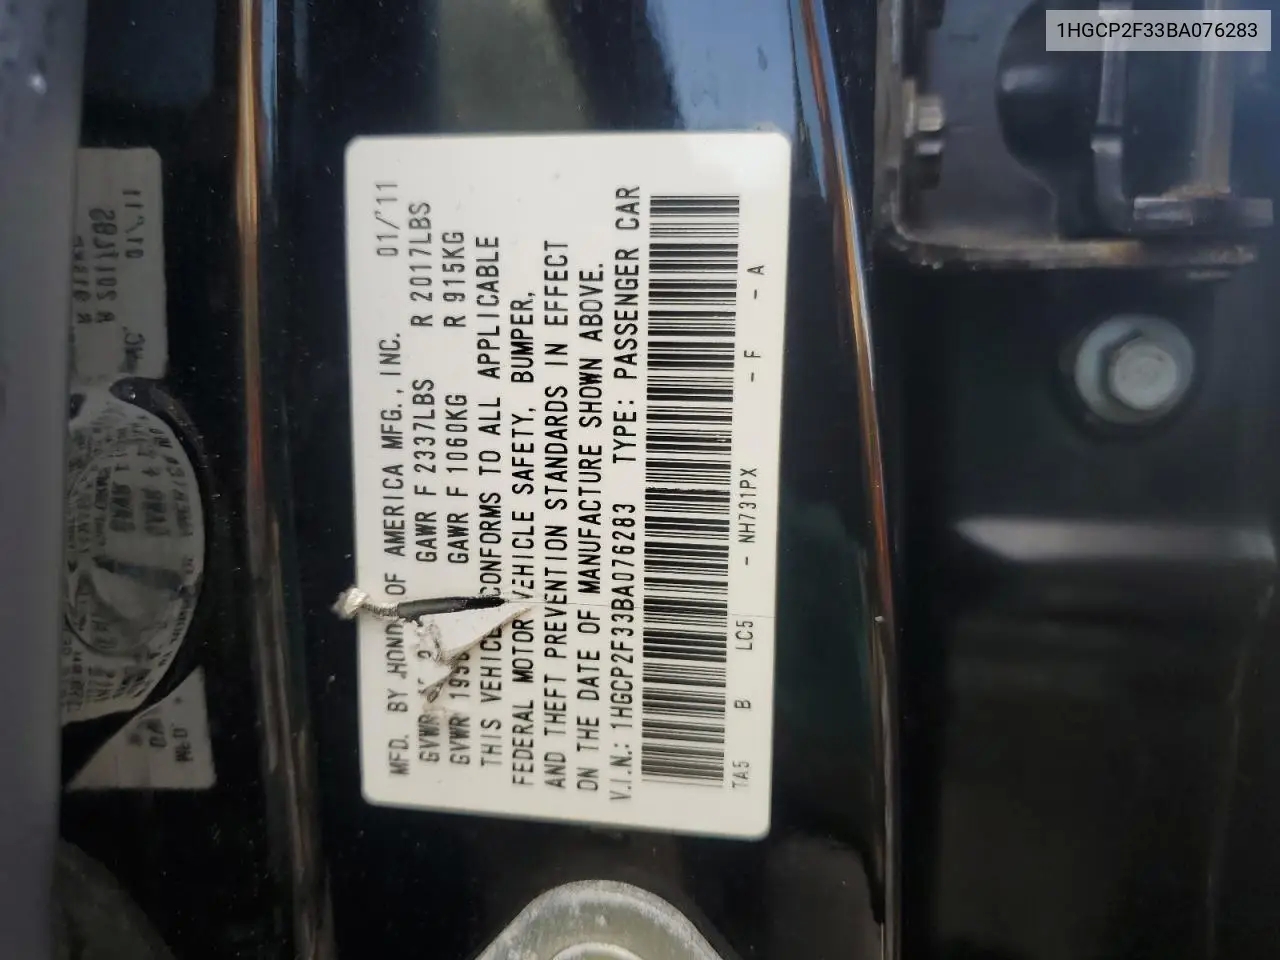 1HGCP2F33BA076283
MFD. BY HONDA OF AMERICA MFG., INC. 01/'11
GVWR GAWR F 2337LBS R 2017LBS
GVWR GAWR F 1060KG R 915KG
THIS VEHICLE CONFORMS TO ALL APPLICABLE
FEDERAL MOTOR VEHICLE SAFETY, BUMPER,
AND THEFT PREVENTION STANDARDS IN EFFECT
ON THE DATE OF MANUFACTURE SHOWN ABOVE.
V.I.N.: 1HGCP2F33BA076283 TYPE: PASSENGER CAR
TA5 B LC5 - NH731PX - F - A